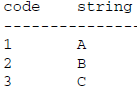 code    string
---------------
1       A
2       B
3       C